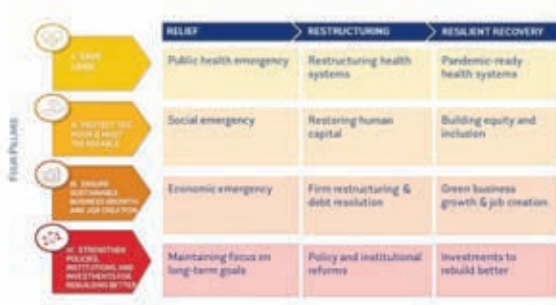 RELIEF
RESTRUCTURING
RESILIENT RECOVERY
FOUR PILLARS
I. SAVE
LIVES
Public health emergency
Restructuring health
systems
Pandemic-ready
health systems
II. PROTECT THE
POOR & MOST
VULNERABLE
Social emergency
Restoring human
capital
Building equity and
inclusion
III. ENSURE
SUSTAINABLE
BUSINESS GROWTH
AND JOB CREATION
Economic emergency
Firm restructuring &
debt resolution
Green business
growth & job creation
IV. STRENGTHEN
POLICIES,
INSTITUTIONS, AND
INVESTMENTS FOR
REBUILDING BETTER
Maintaining focus on
long-term goals
Policy and institutional
reforms
Investments to
rebuild better